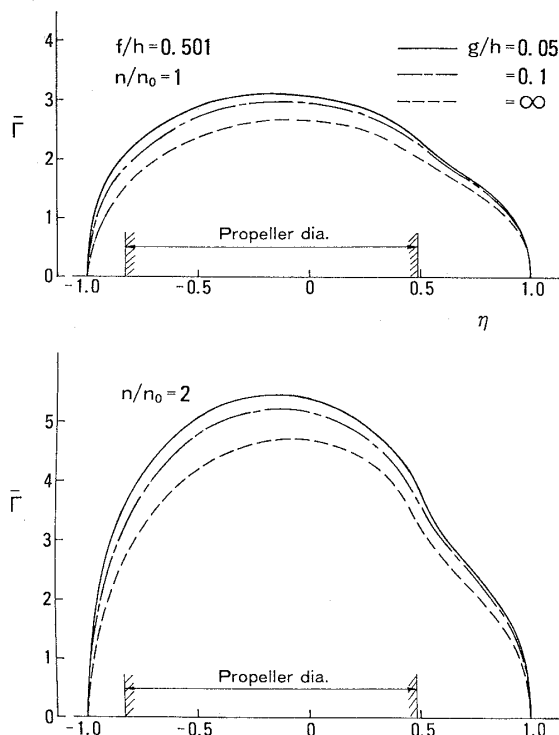 4
f/h=0.501
g/h=0.05
n/n₀=1
=0.1
3
=∞
Γ̄
2
1
Propeller dia.
0
-1.0
-0.5
0
0.5
1.0
η
n/n₀=2
5
4
Γ̄
3
2
1
Propeller dia.
0
-1.0
-0.5
0
0.5
1.0